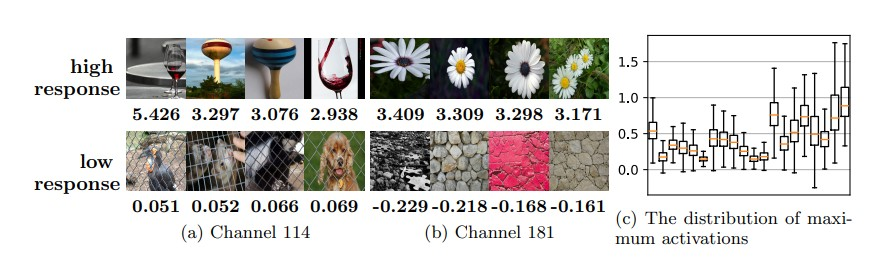 high
response
5.426 3.297 3.076 2.938
3.409 3.309 3.298 3.171
low
response
0.051 0.052 0.066 0.069
-0.229 -0.218 -0.168 -0.161
(a) Channel 114
(b) Channel 181
1.5
1.0
0.5
0.0
(c) The distribution of maxi-
mum activations